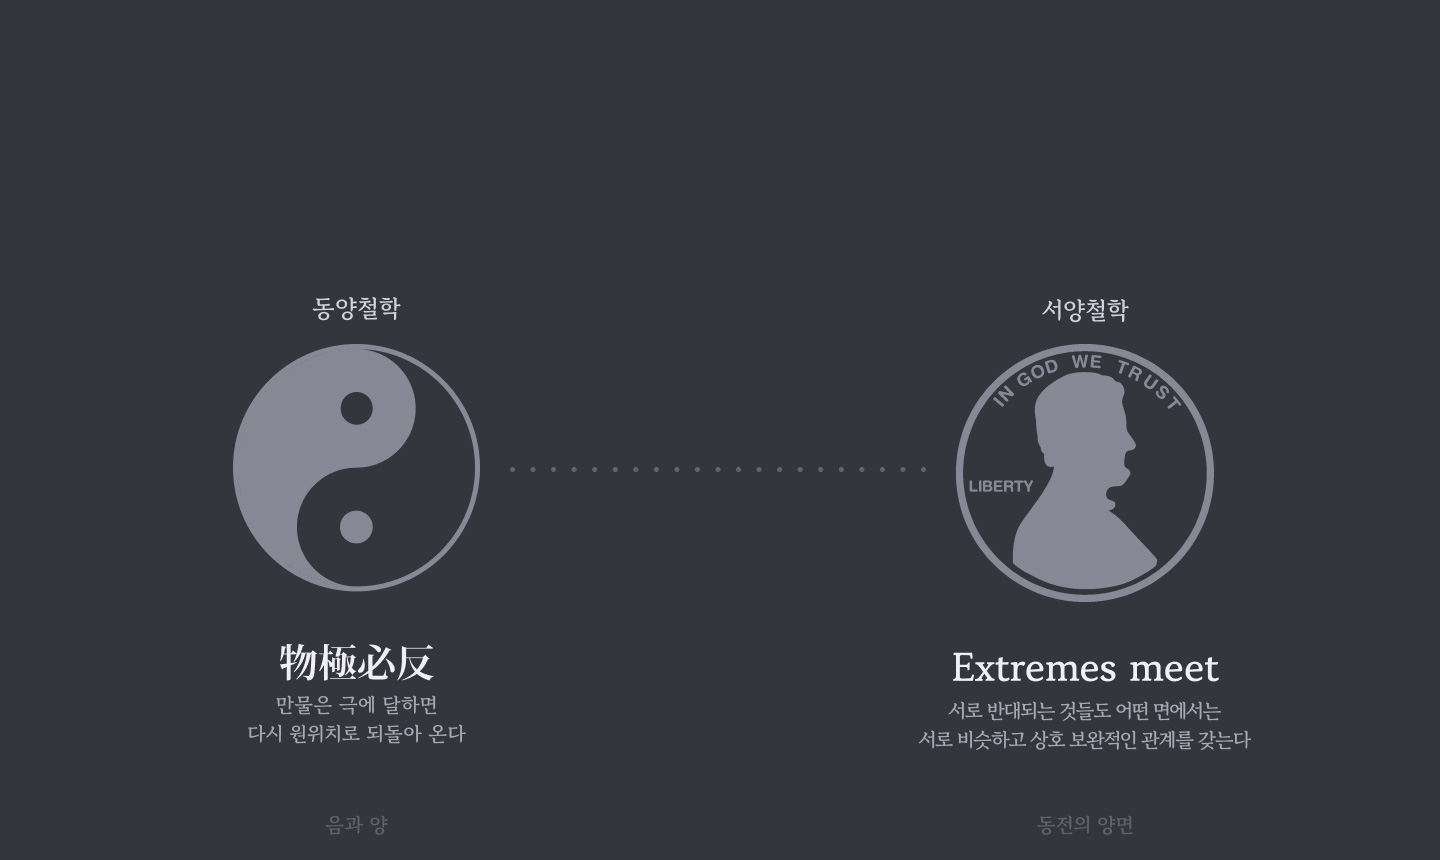 동양철학
物極必反
만물은 극에 달하면
다시 원위치로 되돌아 온다
음과 양
서양철학
IN GOD WE TRUST
LIBERTY
Extremes meet
서로 반대되는 것들도 어떤 면에서는
서로 비슷하고 상호 보완적인 관계를 갖는다
동전의 양면